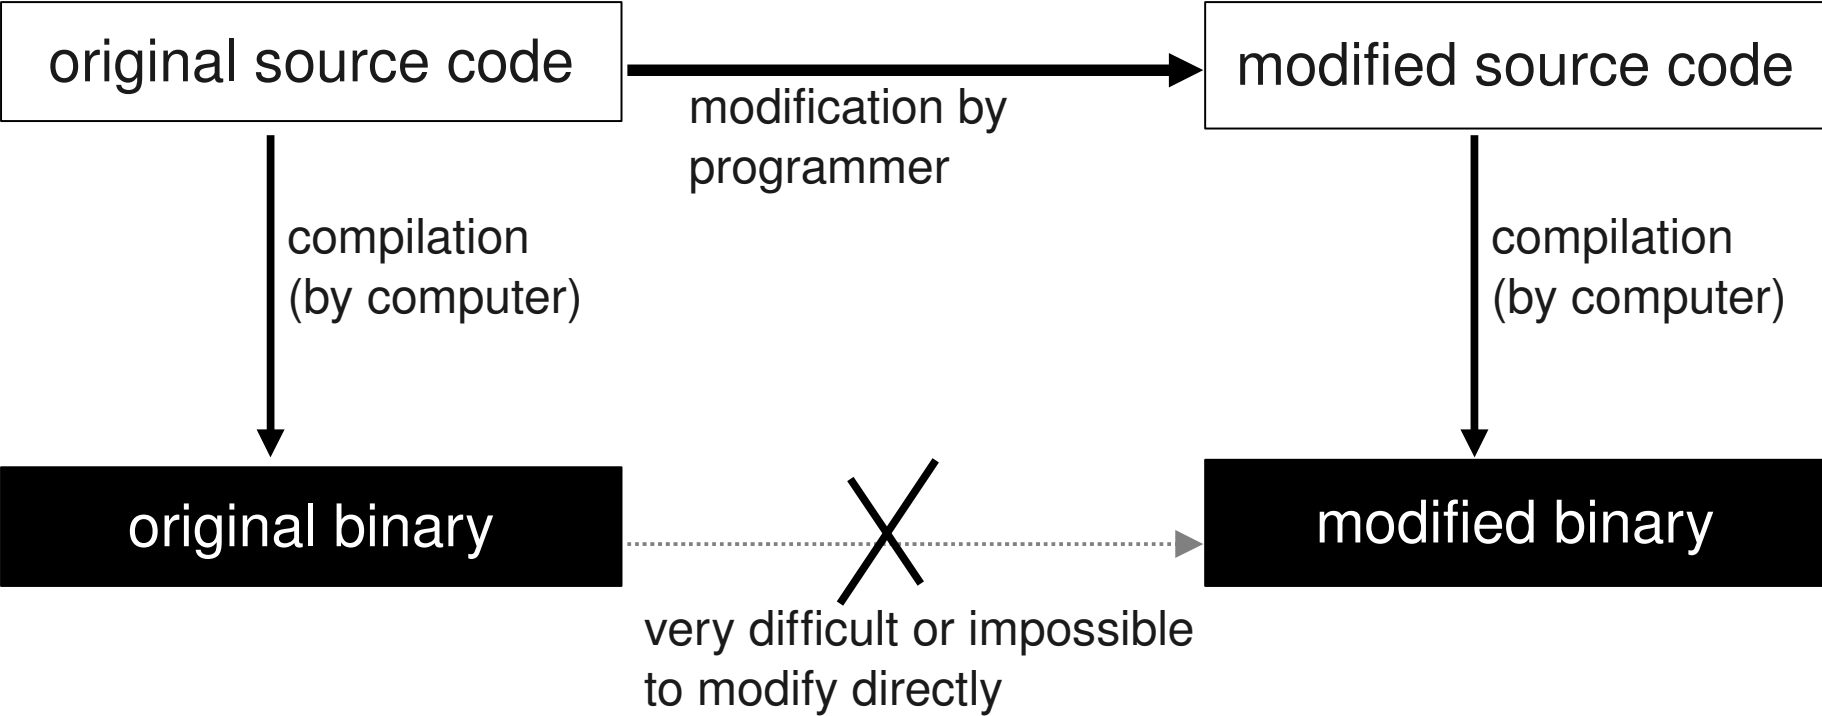 original source code
modified source code
modification by
programmer
compilation
(by computer)
compilation
(by computer)
original binary
modified binary
very difficult or impossible
to modify directly